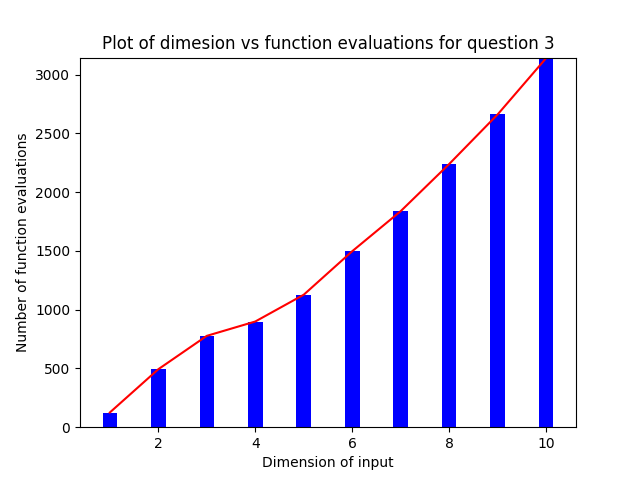 Plot of dimesion vs function evaluations for question 3
3000
2500
2000
1500
1000
500
0
Number of function evaluations
2 4 6 8 10
Dimension of input